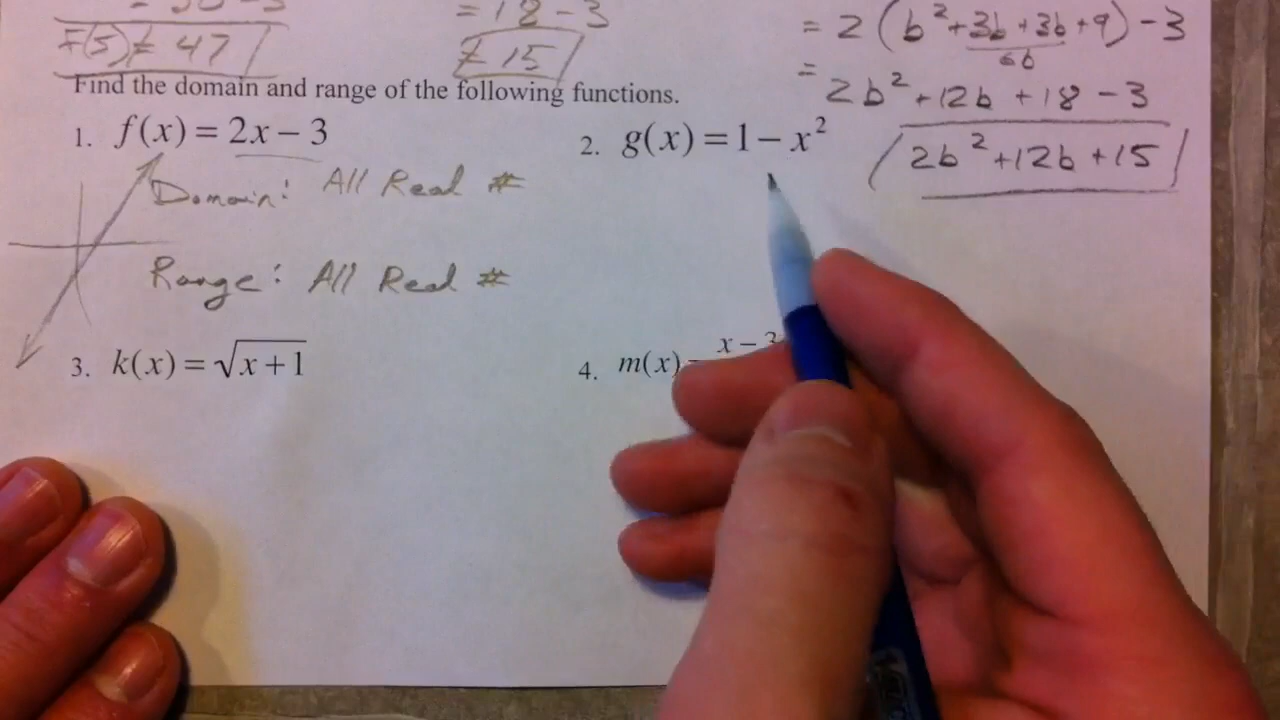 = 18 - 3
= 2 (b² + 3b + 3b + 9) - 3
6b
F(5) = 47
= 15
= 2b² + 12b + 18 - 3
2b² + 12b + 15
Find the domain and range of the following functions.
1. f(x) = 2x − 3
Domain: All Real #
Range: All Real #
2. g(x) = 1 − x²
3. k(x) = √x + 1
4. m(x) = x − 3